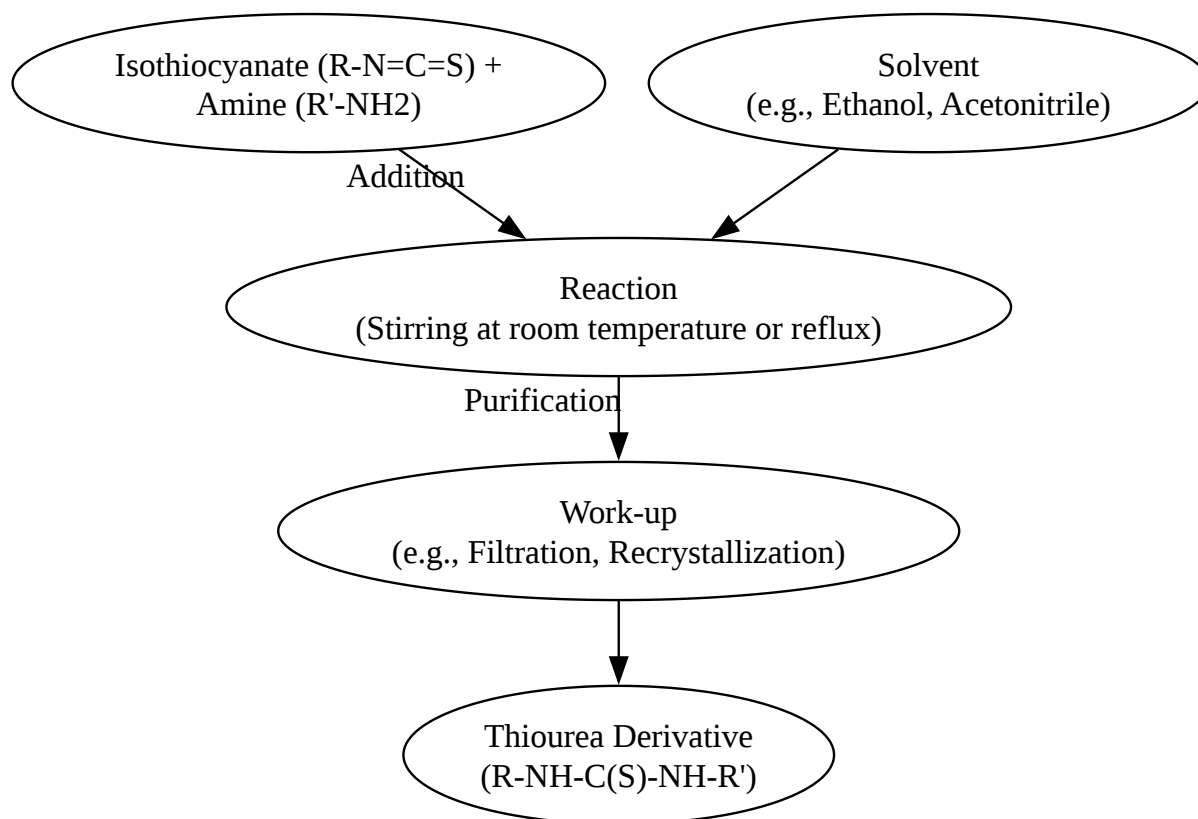 Isothiocyanate (R-N=C=S) +
Amine (R'-NH2)
Solvent
(e.g., Ethanol, Acetonitrile)
Addition
Reaction
(Stirring at room temperature or reflux)
Purification
Work-up
(e.g., Filtration, Recrystallization)
Thiourea Derivative
(R-NH-C(S)-NH-R')